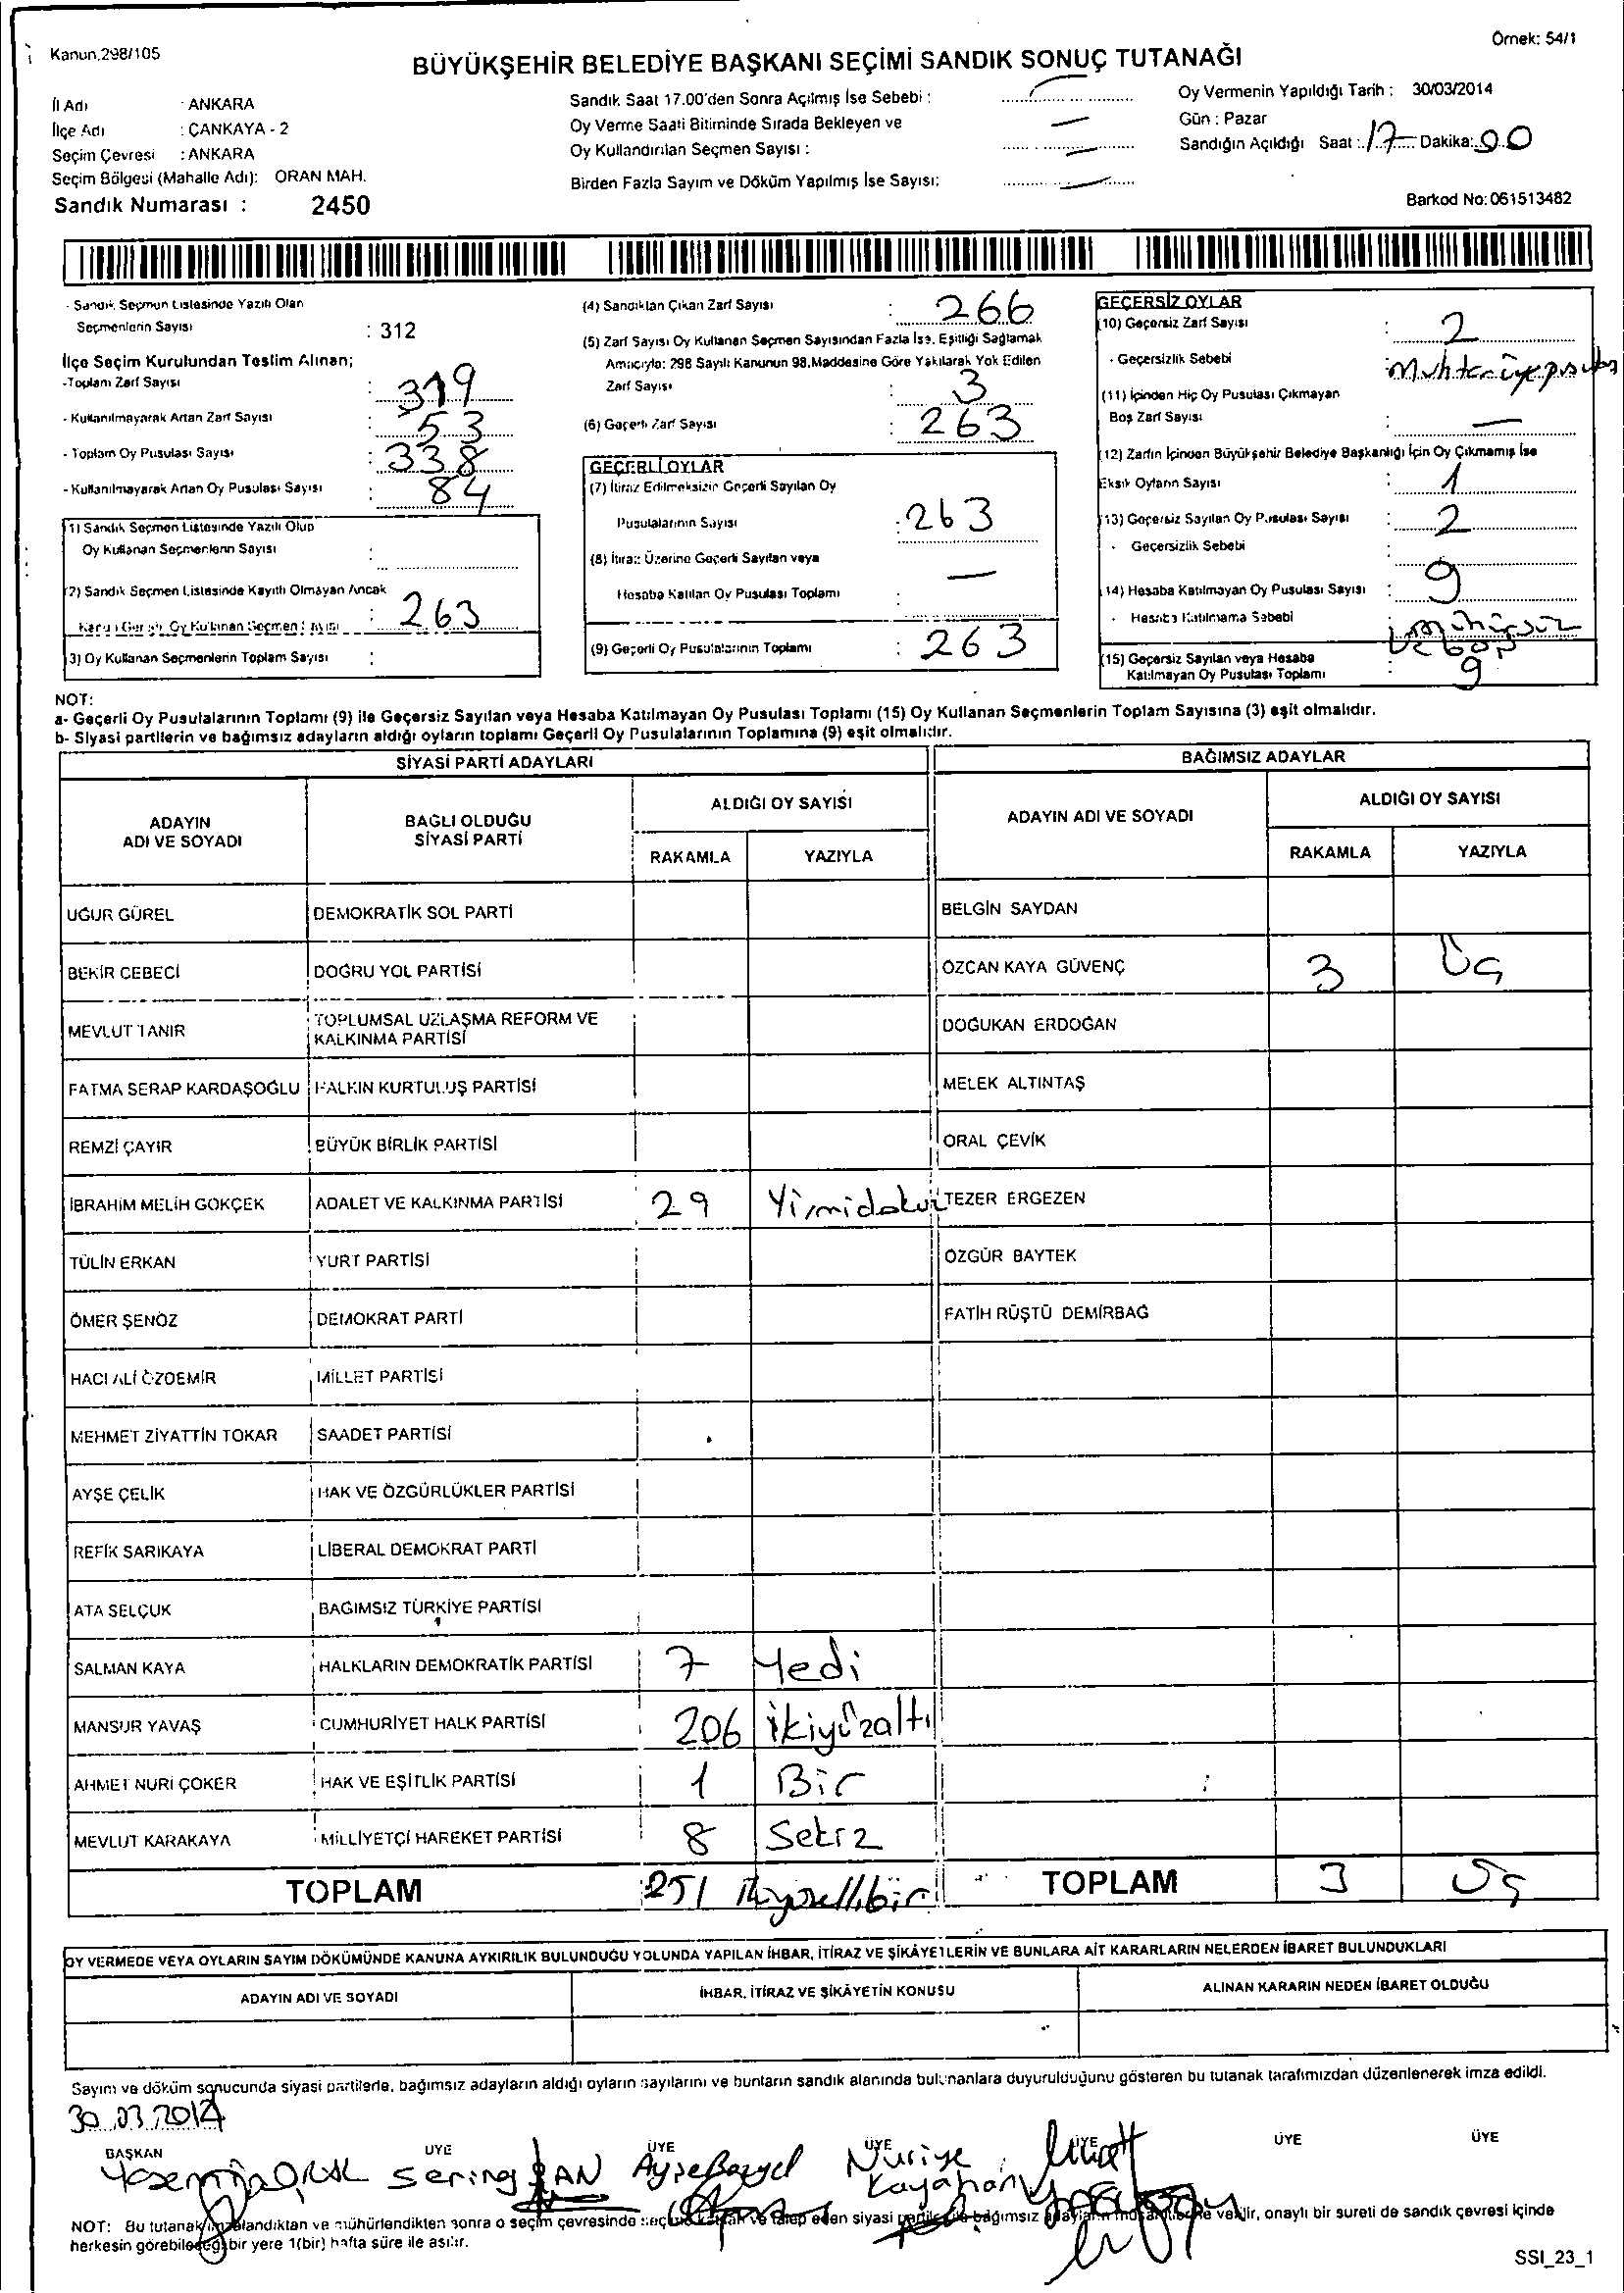 Kanun.298/105
Örnek: 54/1
BÜYÜKŞEHİR BELEDİYE BAŞKANI SEÇİMİ SANDIK SONUÇ TUTANAĞI
İl Adı : ANKARA
İlçe Adı : ÇANKAYA - 2
Seçim Çevresi : ANKARA
Seçim Bölgesi (Mahalle Adı): ORAN MAH.
Sandık Numarası : 2450
Sandık Saat 17.00'den Sonra Açılmış İse Sebebi :
Oy Verme Saati Bitiminde Sırada Bekleyen ve
Oy Kullandırılan Seçmen Sayısı :
Birden Fazla Sayım ve Döküm Yapılmış İse Sayısı:
Oy Vermenin Yapıldığı Tarih : 30/03/2014
Gün : Pazar
Sandığın Açıldığı Saat : 17 Dakika: 00
Barkod No: 061513482
- Sandık Seçmen Listesinde Yazılı Olan
Seçmenlerin Sayısı : 312
İlçe Seçim Kurulundan Teslim Alınan;
-Toplam Zarf Sayısı : 319
- Kullanılmayarak Artan Zarf Sayısı : 53
- Toplam Oy Pusulası Sayısı : 338
- Kullanılmayarak Artan Oy Pusulası Sayısı : 84
(1) Sandık Seçmen Listesinde Yazılı Olup
Oy Kullanan Seçmenlerin Sayısı :
(2) Sandık Seçmen Listesinde Kayıtlı Olmayan Ancak
Oy Kullanan Seçmen Sayısı : 263
(3) Oy Kullanan Seçmenlerin Toplam Sayısı :
(4) Sandıktan Çıkan Zarf Sayısı : 266
(5) Zarf Sayısı Oy Kullanan Seçmen Sayısından Fazla İse, Eşitliği Sağlamak
Amacıyla: 298 Sayılı Kanunun 98.Maddesine Göre Yakılarak Yok Edilen
Zarf Sayısı : 3
(6) Geçerli Zarf Sayısı : 263
GEÇERLİ OYLAR
(7) İtiraz Edilmeksizin Geçerli Sayılan Oy
Pusulalarının Sayısı : 263
(8) İtiraz Üzerine Geçerli Sayılan veya
Hesaba Katılan Oy Pusulası Toplamı : —
(9) Geçerli Oy Pusulalarının Toplamı : 263
GEÇERSİZ OYLAR
(10) Geçersiz Zarf Sayısı : 2
- Geçersizlik Sebebi :
(11) İçinden Hiç Oy Pusulası Çıkmayan
Boş Zarf Sayısı : —
(12) Zarfın İçinden Büyükşehir Belediye Başkanlığı İçin Oy Çıkmamış İse
Eksik Oyların Sayısı : 1
(13) Geçersiz Sayılan Oy Pusulası Sayısı : 2
- Geçersizlik Sebebi :
(14) Hesaba Katılmayan Oy Pusulası Sayısı : 9
- Hesaba Katılmama Sebebi : mühürsüz
ve boş
(15) Geçersiz Sayılan veya Hesaba
Katılmayan Oy Pusulası Toplamı : 9
NOT:
a- Geçerli Oy Pusulalarının Toplamı (9) ile Geçersiz Sayılan veya Hesaba Katılmayan Oy Pusulası Toplamı (15) Oy Kullanan Seçmenlerin Toplam Sayısına (3) eşit olmalıdır.
b- Siyasi partilerin ve bağımsız adayların aldığı oyların toplamı Geçerli Oy Pusulalarının Toplamına (9) eşit olmalıdır.
SİYASİ PARTİ ADAYLARI
BAĞIMSIZ ADAYLAR
ADAYIN ADI VE SOYADI
BAĞLI OLDUĞU SİYASİ PARTİ
ALDIĞI OY SAYISI
RAKAMLA YAZIYLA
ADAYIN ADI VE SOYADI
ALDIĞI OY SAYISI
RAKAMLA YAZIYLA
UĞUR GÜREL DEMOKRATİK SOL PARTİ BELGİN SAYDAN
BEKİR CEBECİ DOĞRU YOL PARTİSİ ÖZCAN KAYA GÜVENÇ 3 Üç
MEVLUT TANIR TOPLUMSAL UZLAŞMA REFORM VE KALKINMA PARTİSİ DOĞUKAN ERDOĞAN
FATMA SERAP KARDAŞOĞLU HALKIN KURTULUŞ PARTİSİ MELEK ALTINTAŞ
REMZİ ÇAYIR BÜYÜK BİRLİK PARTİSİ ORAL ÇEVİK
İBRAHİM MELİH GÖKÇEK ADALET VE KALKINMA PARTİSİ 29 Yirmidokuz TEZER ERGEZEN
TÜLİN ERKAN YURT PARTİSİ ÖZGÜR BAYTEK
ÖMER ŞENÖZ DEMOKRAT PARTİ FATİH RÜŞTÜ DEMİRBAĞ
HACI ALİ ÖZDEMİR MİLLET PARTİSİ
MEHMET ZİYATTİN TOKAR SAADET PARTİSİ
AYŞE ÇELİK HAK VE ÖZGÜRLÜKLER PARTİSİ
REFİK SARIKAYA LİBERAL DEMOKRAT PARTİ
ATA SELÇUK BAĞIMSIZ TÜRKİYE PARTİSİ
SALMAN KAYA HALKLARIN DEMOKRATİK PARTİSİ 7 Yedi
MANSUR YAVAŞ CUMHURİYET HALK PARTİSİ 206 ikiyüzaltı
AHMET NURİ ÇÖKER HAK VE EŞİTLİK PARTİSİ 1 Bir
MEVLUT KARAKAYA MİLLİYETÇİ HAREKET PARTİSİ 8 Sekiz
TOPLAM 251 İkiyüzellibir TOPLAM 3 Üç
OY VERMEDE VEYA OYLARIN SAYIM DÖKÜMÜNDE KANUNA AYKIRILIK BULUNDUĞU YOLUNDA YAPILAN İHBAR, İTİRAZ VE ŞİKÂYETLERİN VE BUNLARA AİT KARARLARIN NELERDEN İBARET BULUNDUKLARI
ADAYIN ADI VE SOYADI İHBAR, İTİRAZ VE ŞİKÂYETİN KONUSU ALINAN KARARIN NEDEN İBARET OLDUĞU
Sayım ve döküm sonucunda siyasi partilerle, bağımsız adayların aldığı oyların sayılarını ve bunların sandık alanında bulunanlara duyurulduğunu gösteren bu tutanak tarafımızdan düzenlenerek imza edildi.
30.03.2014
BAŞKAN ÜYE ÜYE ÜYE ÜYE ÜYE ÜYE
Nuriye
Kayahan
NOT: Bu tutanak imzalandıktan ve mühürlendikten sonra o seçim çevresinde seçime katılan ve talep eden siyasi partilerle bağımsız adayların müşahitlerine verilir, onaylı bir sureti de sandık çevresi içinde
herkesin görebileceği bir yere 1(bir) hafta süre ile asılır.
SSI_23_1